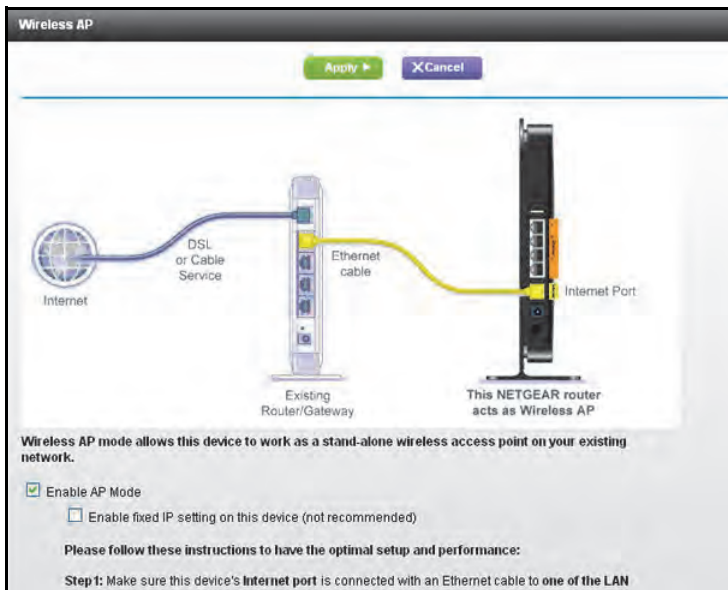 Wireless AP
Apply
Cancel
DSL
or Cable
Service
Ethernet
cable
Internet
Internet Port
Existing
Router/Gateway
This NETGEAR router
acts as Wireless AP
Wireless AP mode allows this device to work as a stand-alone wireless access point on your existing
network.
Enable AP Mode
Enable fixed IP setting on this device (not recommended)
Please follow these instructions to have the optimal setup and performance:
Step1: Make sure this device's Internet port is connected with an Ethernet cable to one of the LAN